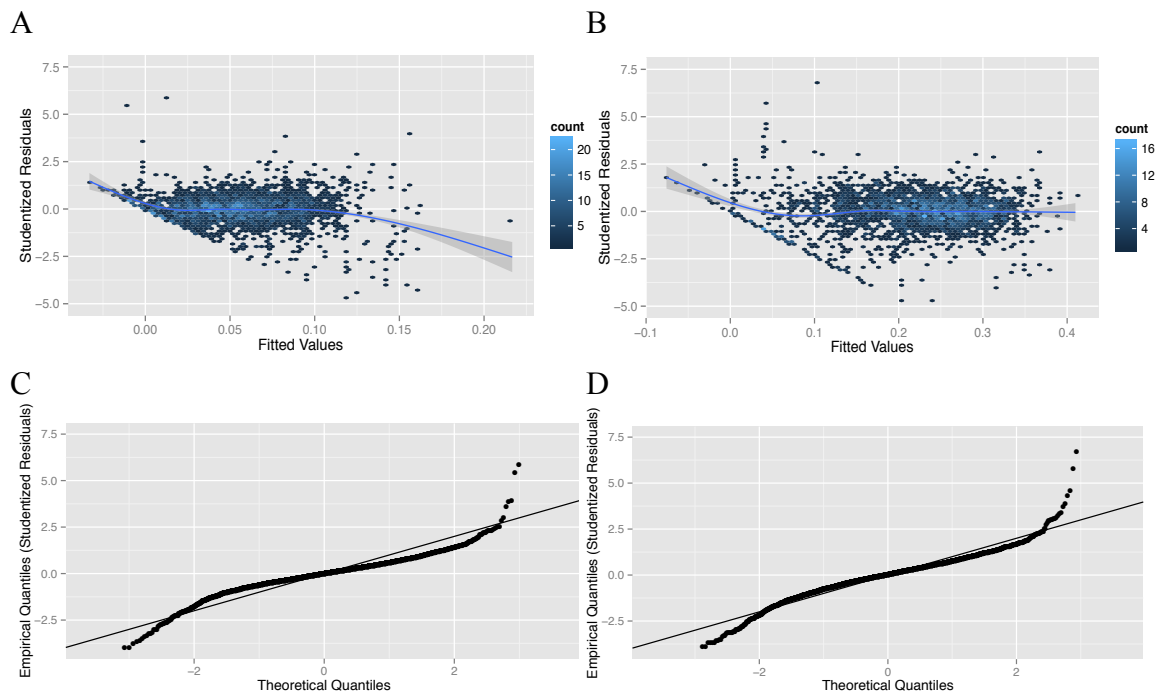 A
7.5
5.0
2.5
0.0
−2.5
−5.0
Studentized Residuals
0.00 0.05 0.10 0.15 0.20
Fitted Values
count
20
15
10
5
B
7.5
5.0
2.5
0.0
−2.5
−5.0
Studentized Residuals
−0.1 0.0 0.1 0.2 0.3 0.4
Fitted Values
count
16
12
8
4
C
7.5
5.0
2.5
0.0
−2.5
Empirical Quantiles (Studentized Residuals)
−2 0 2
Theoretical Quantiles
D
7.5
5.0
2.5
0.0
−2.5
Empirical Quantiles (Studentized Residuals)
−2 0 2
Theoretical Quantiles